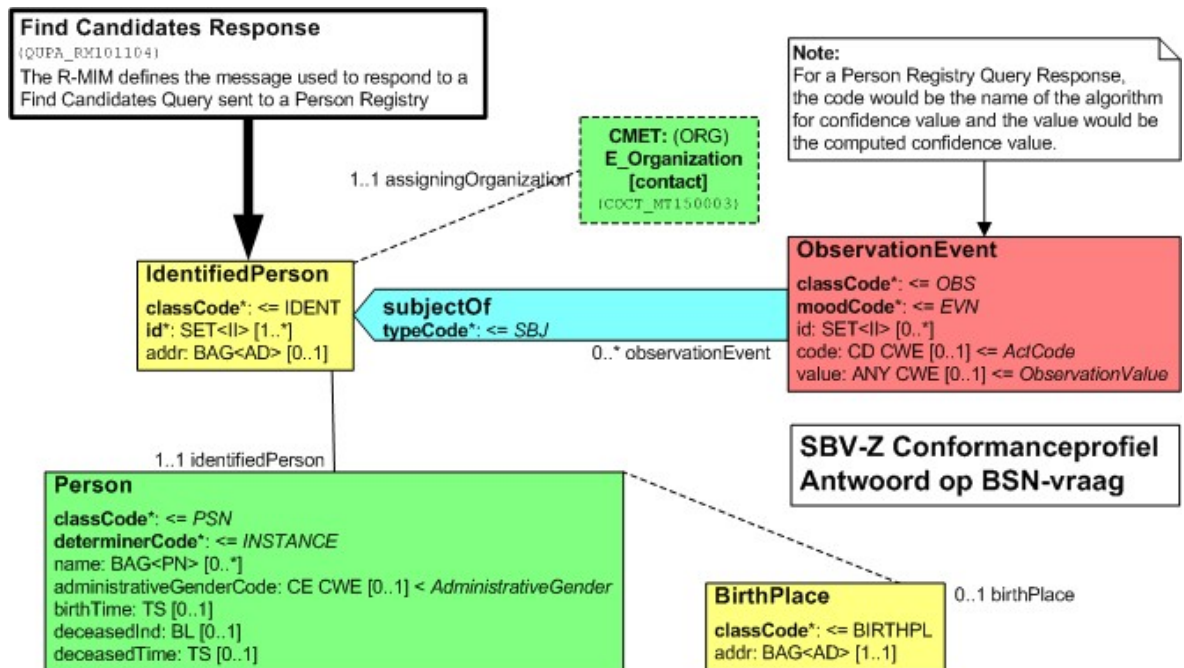 Find Candidates Response
(QUPA_RM101104)
The R-MIM defines the message used to respond to a
Find Candidates Query sent to a Person Registry
Note:
For a Person Registry Query Response,
the code would be the name of the algorithm
for confidence value and the value would be
the computed confidence value.
CMET: (ORG)
E_Organization
[contact]
(COCT_MT150003)
1..1 assigningOrganization
IdentifiedPerson
classCode*: <= IDENT
id*: SET<II> [1..*]
addr: BAG<AD> [0..1]
subjectOf
typeCode*: <= SBJ
0..* observationEvent
ObservationEvent
classCode*: <= OBS
moodCode*: <= EVN
id: SET<II> [0..*]
code: CD CWE [0..1] <= ActCode
value: ANY CWE [0..1] <= ObservationValue
SBV-Z Conformanceprofiel
Antwoord op BSN-vraag
1..1 identifiedPerson
Person
classCode*: <= PSN
determinerCode*: <= INSTANCE
name: BAG<PN> [0..*]
administrativeGenderCode: CE CWE [0..1] < AdministrativeGender
birthTime: TS [0..1]
deceasedInd: BL [0..1]
deceasedTime: TS [0..1]
0..1 birthPlace
BirthPlace
classCode*: <= BIRTHPL
addr: BAG<AD> [1..1]